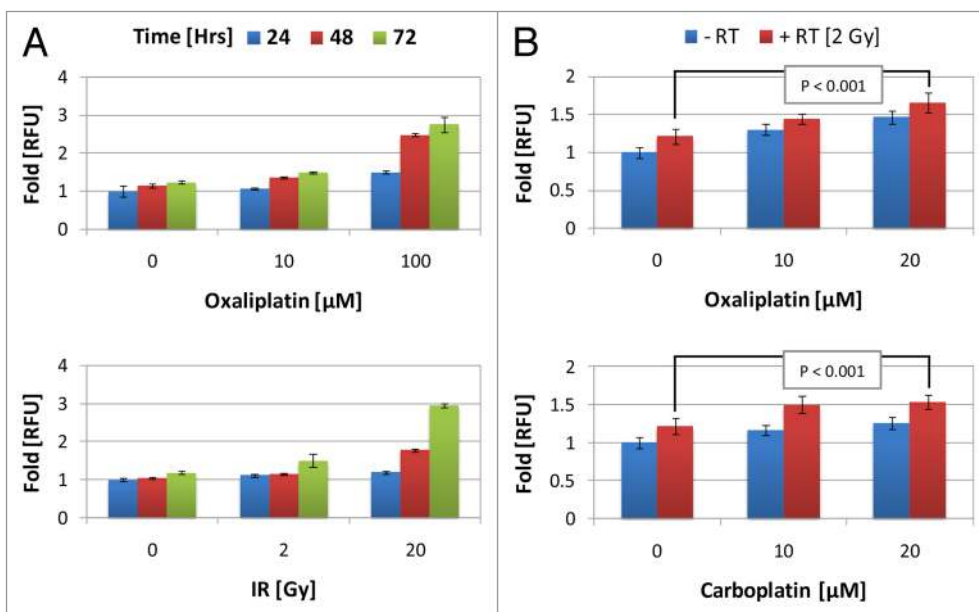 A
Time [Hrs] 24 48 72
4
3
2
1
0
Fold [RFU]
0 10 100
Oxaliplatin [µM]
4
3
2
1
0
Fold [RFU]
0 2 20
IR [Gy]
B
- RT + RT [2 Gy]
P < 0.001
2
1.5
1
0.5
0
Fold [RFU]
0 10 20
Oxaliplatin [µM]
P < 0.001
2
1.5
1
0.5
0
Fold [RFU]
0 10 20
Carboplatin [µM]